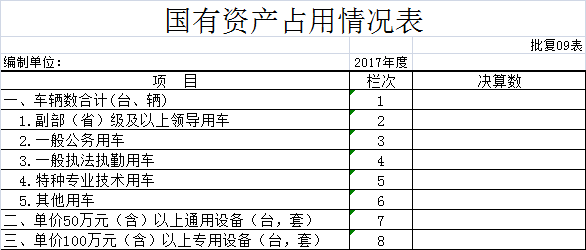 国有资产占用情况表
批复09表
编制单位： 2017年度
项 目 栏次 决算数
一、车辆数合计(台、辆) 1
1.副部（省）级及以上领导用车 2
2.一般公务用车 3
3.一般执法执勤用车 4
4.特种专业技术用车 5
5.其他用车 6
二、单价50万元（含）以上通用设备（台，套） 7
三、单价100万元（含）以上专用设备（台，套） 8